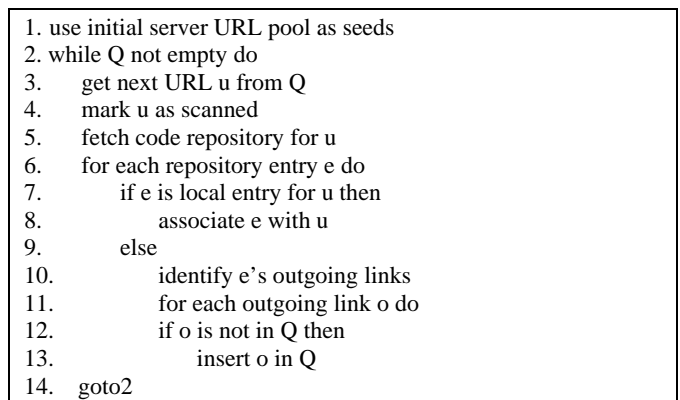 1. use initial server URL pool as seeds
2. while Q not empty do
3. get next URL u from Q
4. mark u as scanned
5. fetch code repository for u
6. for each repository entry e do
7. if e is local entry for u then
8. associate e with u
9. else
10. identify e's outgoing links
11. for each outgoing link o do
12. if o is not in Q then
13. insert o in Q
14. goto2